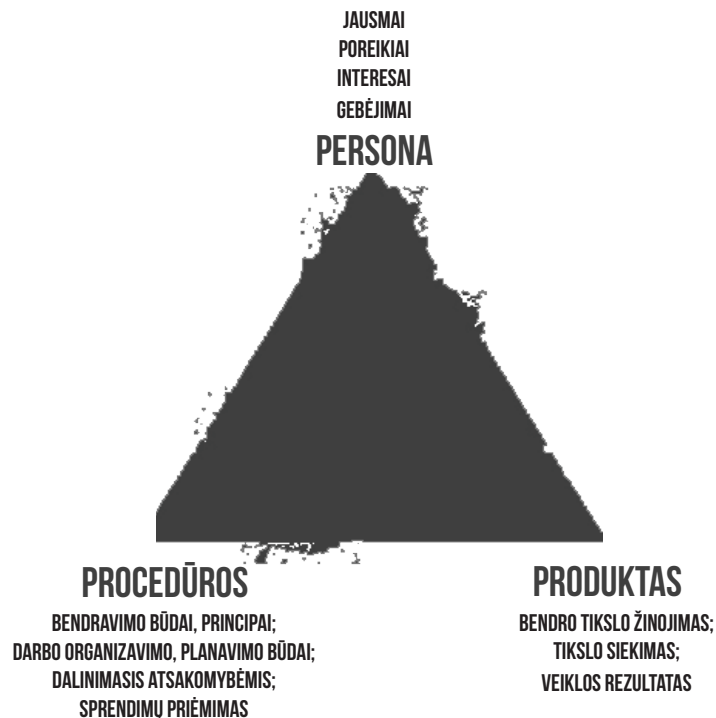 JAUSMAI
POREIKIAI
INTERESAI
GEBĖJIMAI
PERSONA
PROCEDŪROS
BENDRAVIMO BŪDAI, PRINCIPAI;
DARBO ORGANIZAVIMO, PLANAVIMO BŪDAI;
DALINIMASIS ATSAKOMYBĖMIS;
SPRENDIMŲ PRIĖMIMAS
PRODUKTAS
BENDRO TIKSLO ŽINOJIMAS;
TIKSLO SIEKIMAS;
VEIKLOS REZULTATAS